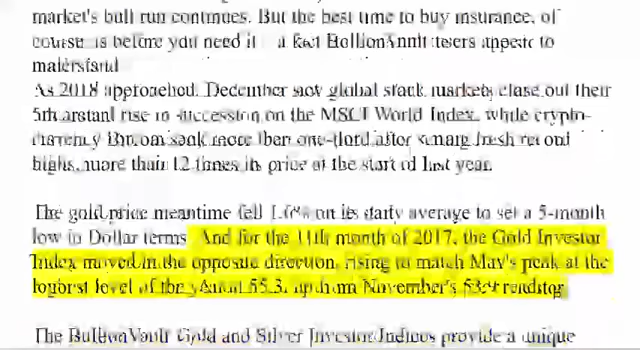 market's bull run continues. But the best time to buy insurance, of
course is before you need it a fact BullionVault users appear to
As 2018 approached. December saw global stock markets close out their
5th rise in succession on the MSCI World Index, while crypto-
Bitcoin sank more than one-third after fresh record
highs, more than 12 times its price at the start of last year.
The gold price meantime fell on its daily average to set a 5-month
low in Dollar terms And for the 11th month of 2017, the Gold Investor
Index moved in the opposite direction, rising to match May's peak at the
level of the at 55.3, up from November's reading
The BullionVault Gold and Silver Investor Indices provide a unique